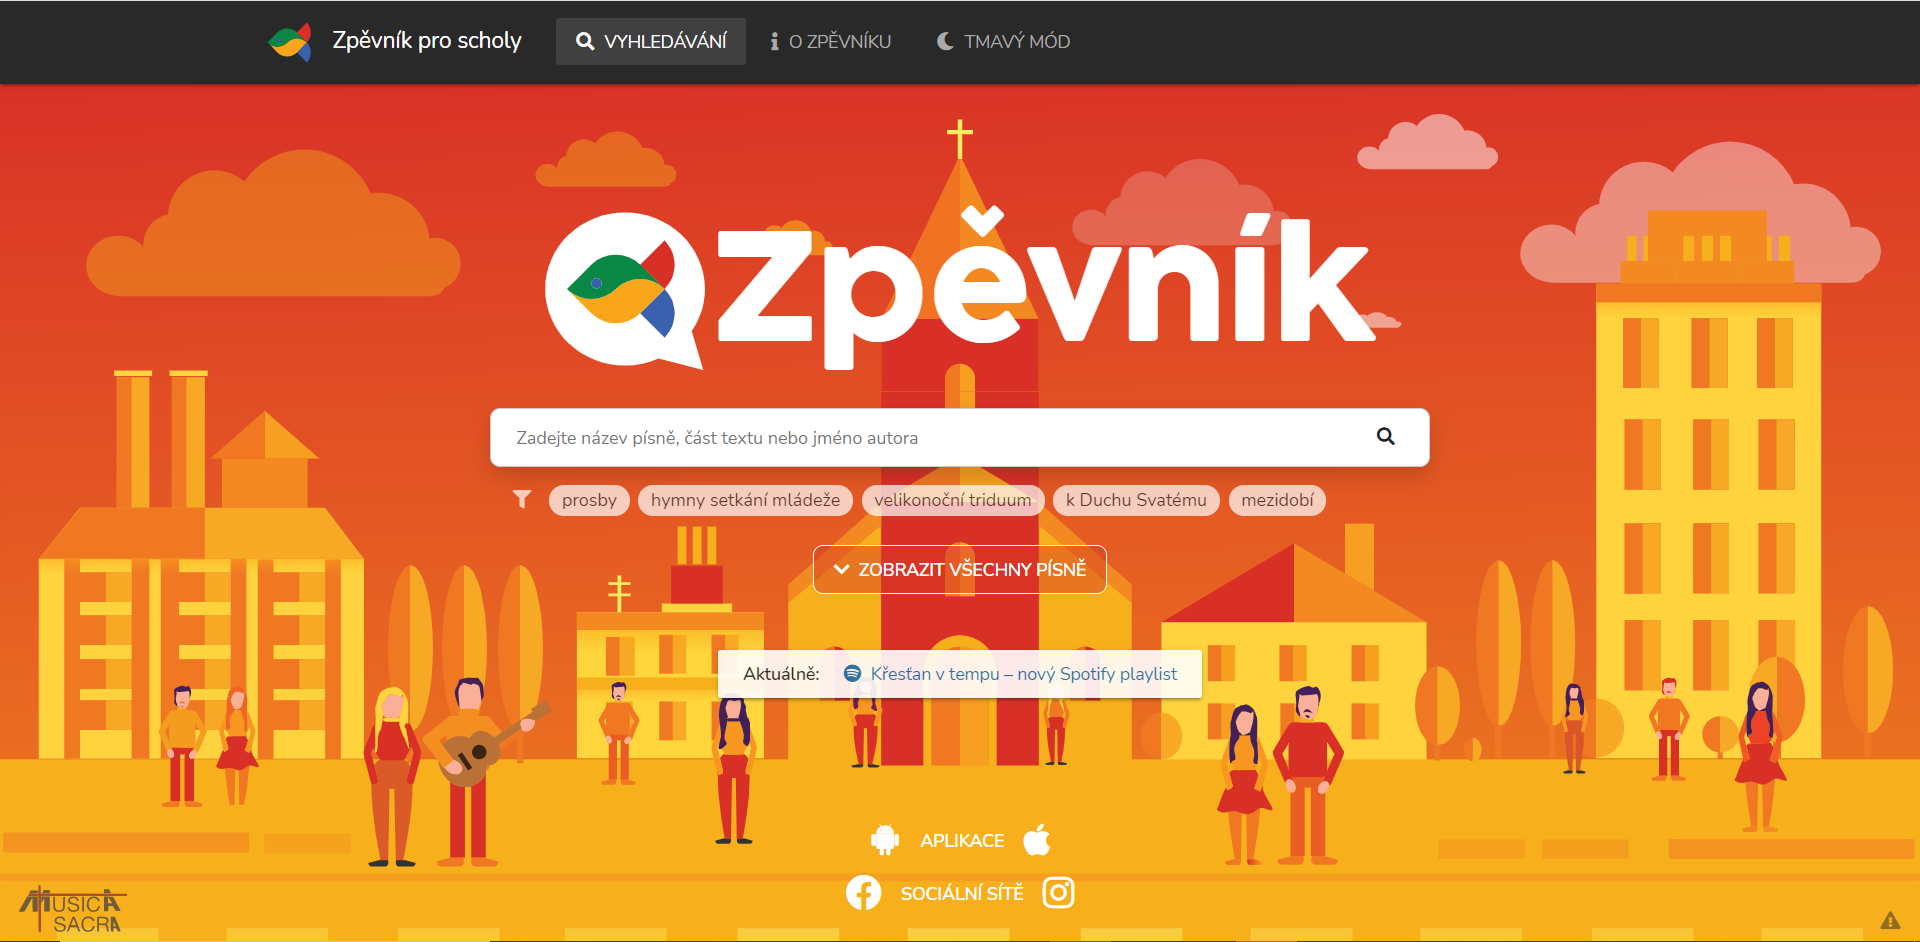 Zpěvník pro scholy
VYHLEDÁVÁNÍ
O ZPĚVNÍKU
TMAVÝ MÓD
Zpěvník
Zadejte název písně, část textu nebo jméno autora
prosby
hymny setkání mládeže
velikonoční triduum
k Duchu Svatému
mezidobí
ZOBRAZIT VŠECHNY PÍSNĚ
Aktuálně: Křesťan v tempu – nový Spotify playlist
APLIKACE
SOCIÁLNÍ SÍTĚ
MUSICA
SACRA